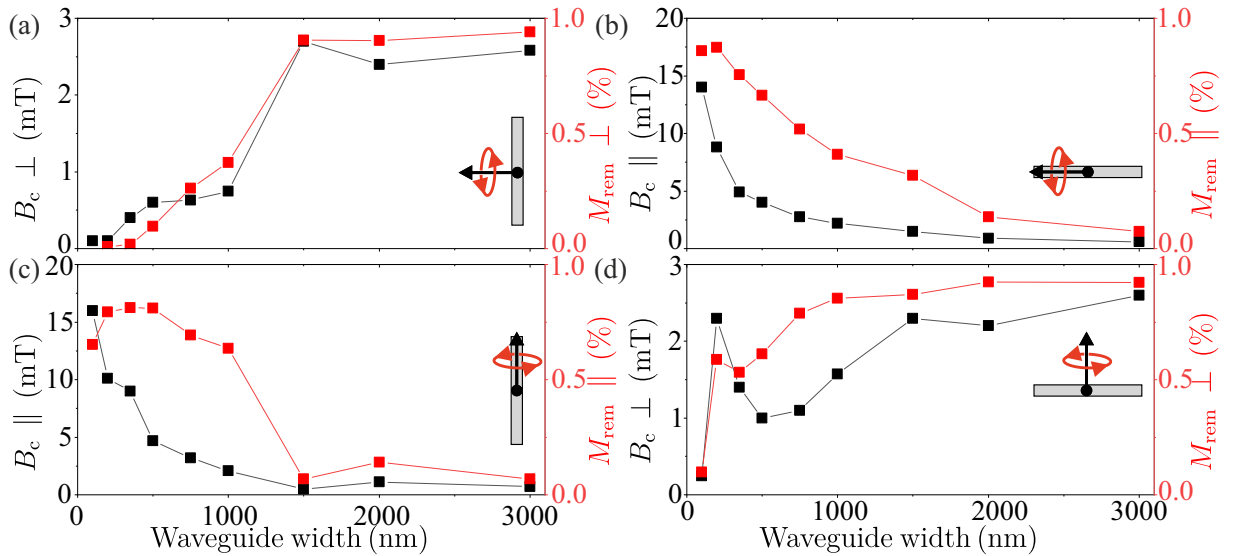 (a)
3
2
1
0
B_c ⊥ (mT)
1.0
0.5
0.0
M_rem ⊥ (%)
(b)
20
15
10
5
0
B_c ∥ (mT)
1.0
0.5
0.0
M_rem ∥ (%)
(c)
20
15
10
5
0
B_c ∥ (mT)
1.0
0.5
0.0
M_rem ∥ (%)
0 1000 2000 3000
Waveguide width (nm)
(d)
3
2
1
0
B_c ⊥ (mT)
1.0
0.5
0.0
M_rem ⊥ (%)
0 1000 2000 3000
Waveguide width (nm)